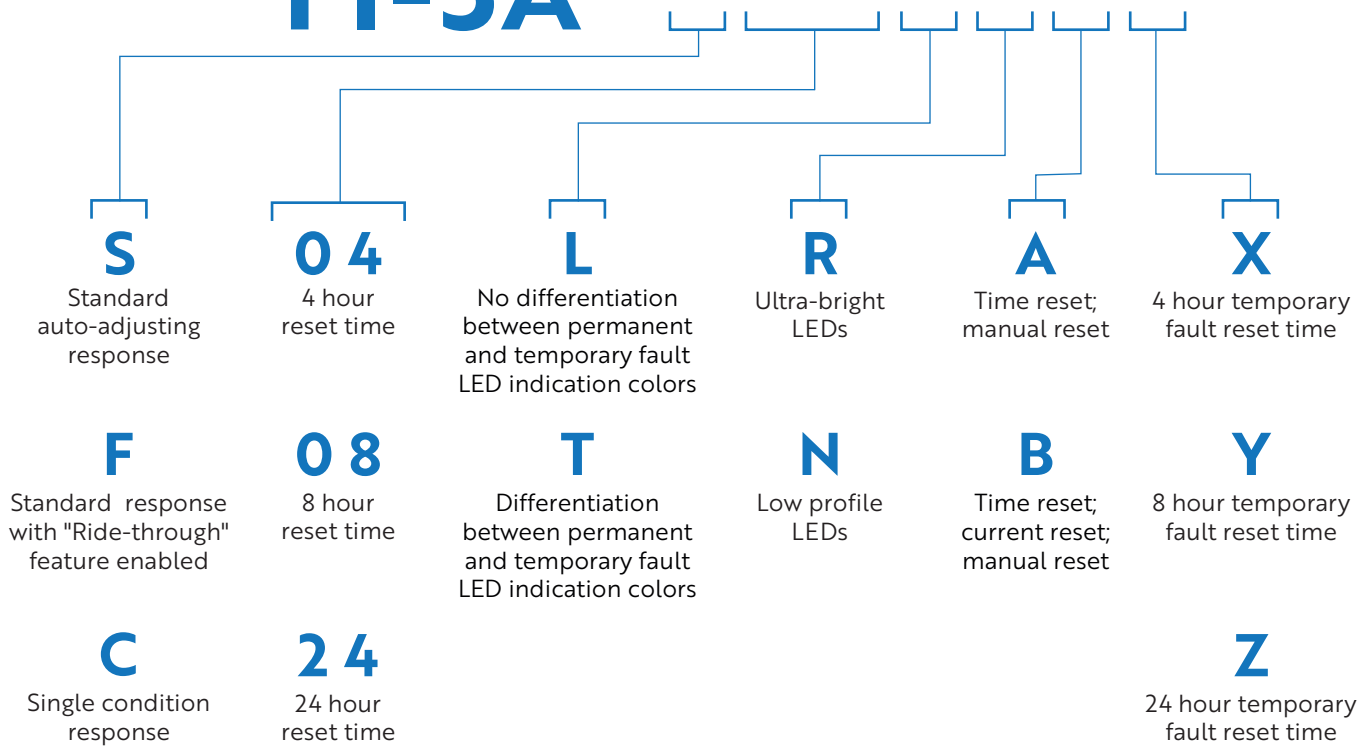 S
Standard
auto-adjusting
response
0 4
4 hour
reset time
L
No differentiation
between permanent
and temporary fault
LED indication colors
R
Ultra-bright
LEDs
A
Time reset;
manual reset
X
4 hour temporary
fault reset time
F
Standard response
with "Ride-through"
feature enabled
0 8
8 hour
reset time
T
Differentiation
between permanent
and temporary fault
LED indication colors
N
Low profile
LEDs
B
Time reset;
current reset;
manual reset
Y
8 hour temporary
fault reset time
C
Single condition
response
2 4
24 hour
reset time
Z
24 hour temporary
fault reset time